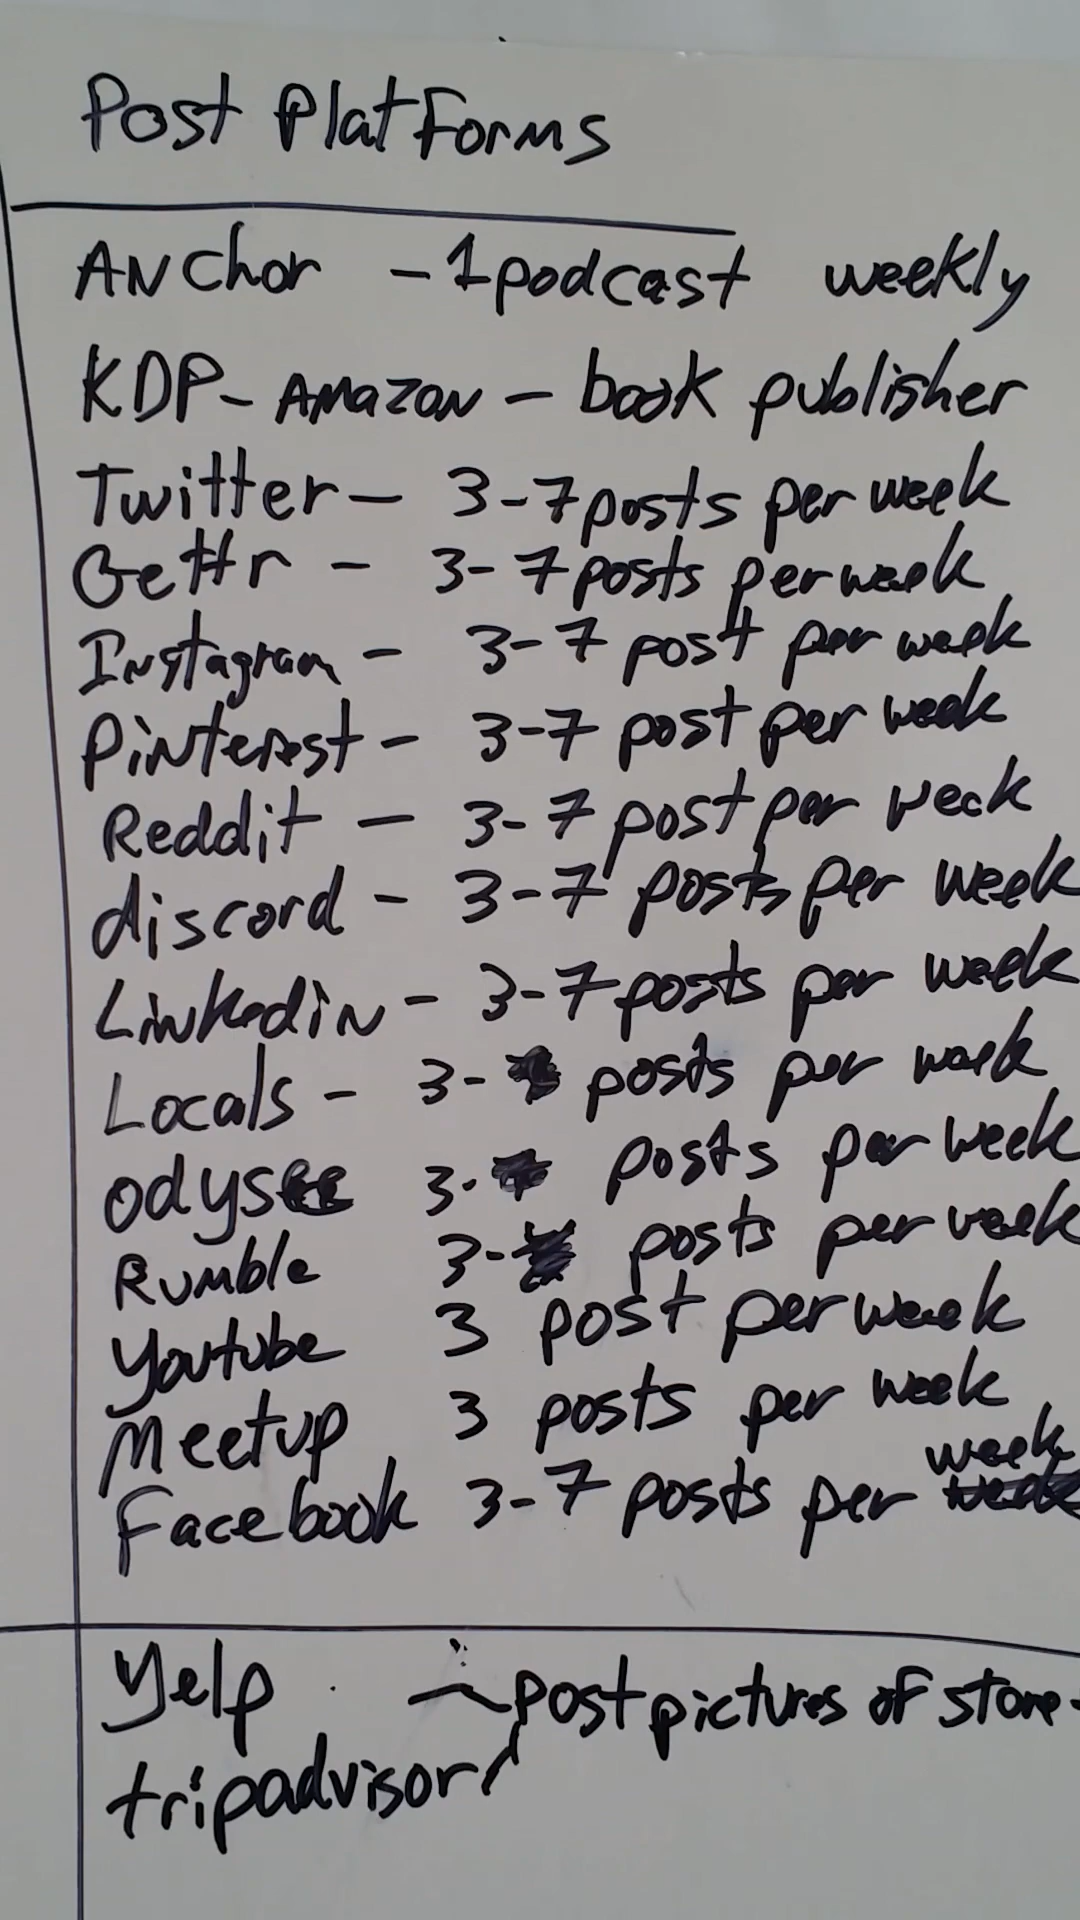 Post Platforms
Anchor - 1 podcast weekly
KDP - Amazon - book publisher
Twitter - 3-7 posts per week
Gettr - 3-7 posts per week
Instagram - 3-7 post per week
Pinterest - 3-7 post per week
Reddit - 3-7 post per week
discord - 3-7 posts per week
Linkedin - 3-7 posts per week
Locals - 3- posts per week
odysee 3- posts per week
Rumble 3- posts per week
Youtube 3 post per week
Meetup 3 posts per week
Facebook 3-7 posts per week
Yelp - post pictures of store.
tripadvisor